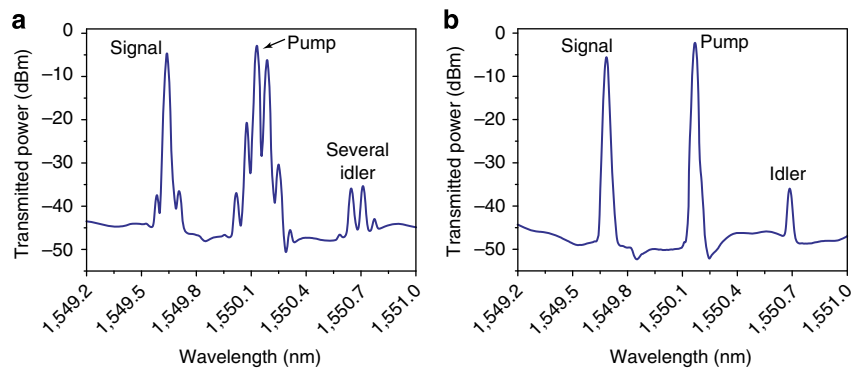 a
Signal
Pump
Several
idler
Transmitted power (dBm)
0
−10
−20
−30
−40
−50
1,549.2
1,549.5
1,549.8
1,550.1
1,550.4
1,550.7
1,551.0
Wavelength (nm)
b
Signal
Pump
Idler
Transmitted power (dBm)
0
−10
−20
−30
−40
−50
1,549.2
1,549.5
1,549.8
1,550.1
1,550.4
1,550.7
1,551.0
Wavelength (nm)